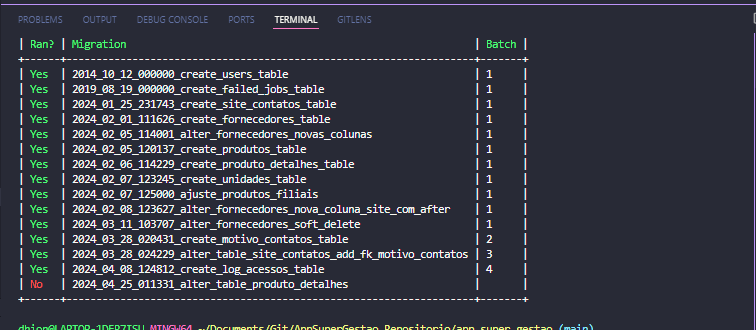 PROBLEMS OUTPUT DEBUG CONSOLE PORTS TERMINAL GITLENS
| Ran? | Migration | Batch |
+------+------------------------------------------------------------+-------+
| Yes | 2014_10_12_000000_create_users_table | 1 |
| Yes | 2019_08_19_000000_create_failed_jobs_table | 1 |
| Yes | 2024_01_25_231743_create_site_contatos_table | 1 |
| Yes | 2024_02_01_111626_create_fornecedores_table | 1 |
| Yes | 2024_02_05_114001_alter_fornecedores_novas_colunas | 1 |
| Yes | 2024_02_05_120137_create_produtos_table | 1 |
| Yes | 2024_02_06_114229_create_produto_detalhes_table | 1 |
| Yes | 2024_02_07_123245_create_unidades_table | 1 |
| Yes | 2024_02_07_125000_ajuste_produtos_filiais | 1 |
| Yes | 2024_02_08_123627_alter_fornecedores_nova_coluna_site_com_after | 1 |
| Yes | 2024_03_11_103707_alter_fornecedores_soft_delete | 1 |
| Yes | 2024_03_28_020431_create_motivo_contatos_table | 2 |
| Yes | 2024_03_28_024229_alter_table_site_contatos_add_fk_motivo_contatos | 3 |
| Yes | 2024_04_08_124812_create_log_acessos_table | 4 |
| No | 2024_04_25_011331_alter_table_produto_detalhes | |
+------+------------------------------------------------------------+-------+
MINGW64 ~/Documents/Git/AppSuperGestao_Repositorio/app_super_gestao (main)